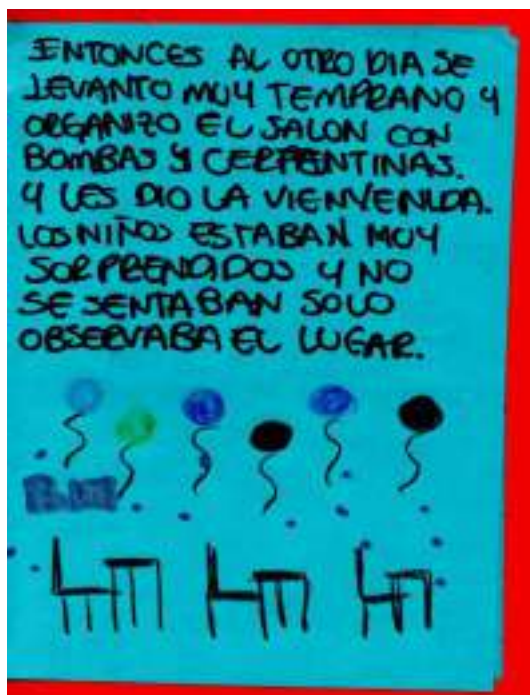 ENTONCES AL OTRO DIA SE
LEVANTO MUY TEMPRANO Y
ORGANIZO EL SALON CON
BOMBAS Y CERPENTINAS.
Y LES DIO LA VIENVENIDA.
LOS NIÑOS ESTABAN MUY
SORPRENDIDOS Y NO
SE SENTABAN SOLO
OBSERVABA EL LUGAR.